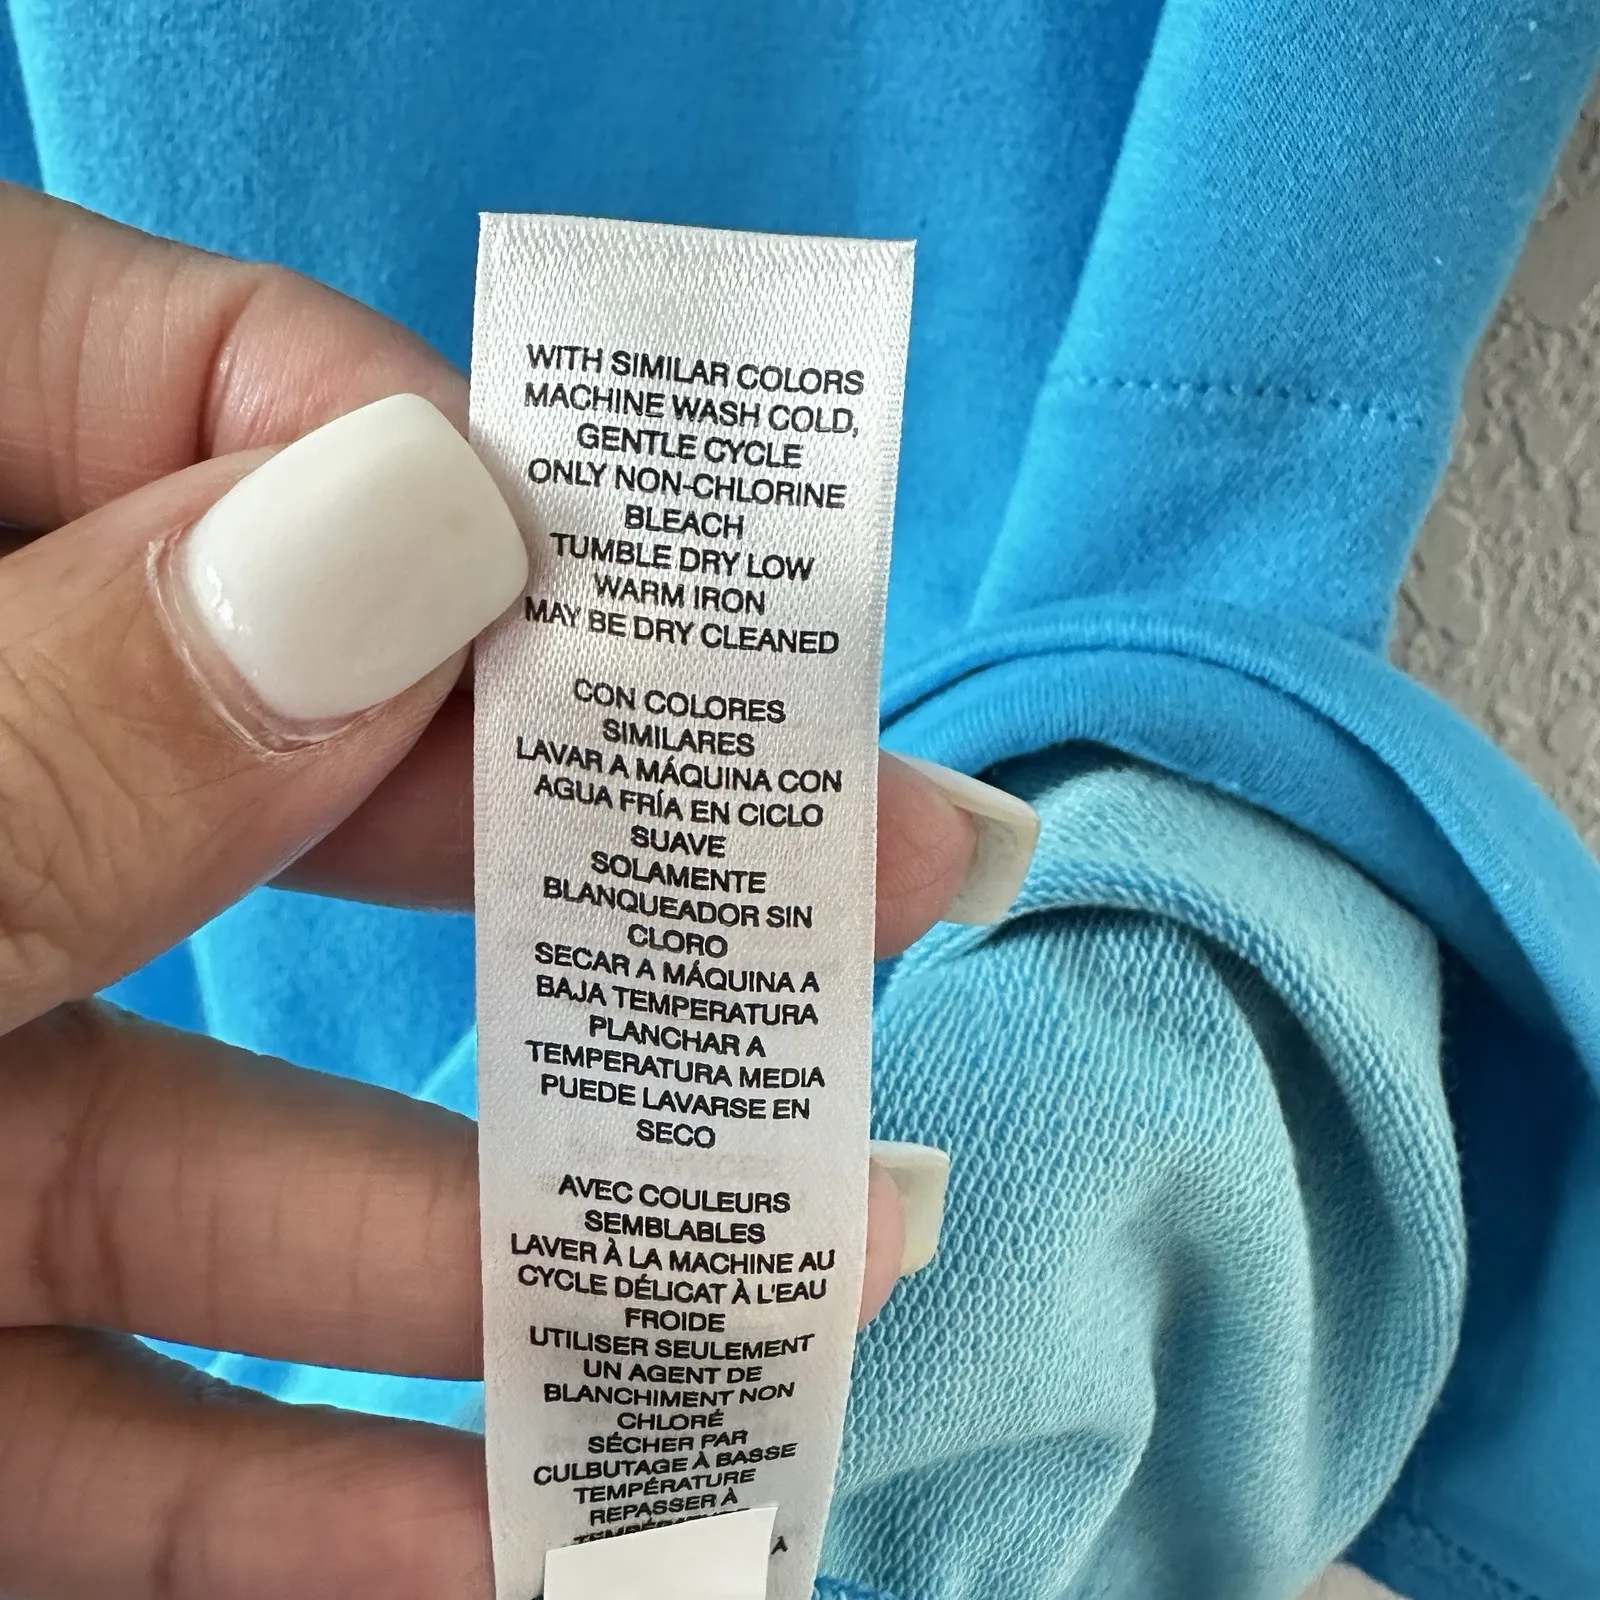 WITH SIMILAR COLORS
MACHINE WASH COLD,
GENTLE CYCLE
ONLY NON-CHLORINE
BLEACH
TUMBLE DRY LOW
WARM IRON
MAY BE DRY CLEANED
CON COLORES
SIMILARES
LAVAR A MÁQUINA CON
AGUA FRÍA EN CICLO
SUAVE
SOLAMENTE
BLANQUEADOR SIN
CLORO
SECAR A MÁQUINA A
BAJA TEMPERATURA
PLANCHAR A
TEMPERATURA MEDIA
PUEDE LAVARSE EN
SECO
AVEC COULEURS
SEMBLABLES
LAVER À LA MACHINE AU
CYCLE DÉLICAT À L'EAU
FROIDE
UTILISER SEULEMENT
UN AGENT DE
BLANCHIMENT NON
CHLORÉ
SÉCHER PAR
CULBUTAGE À BASSE
TEMPÉRATURE
REPASSER À
À